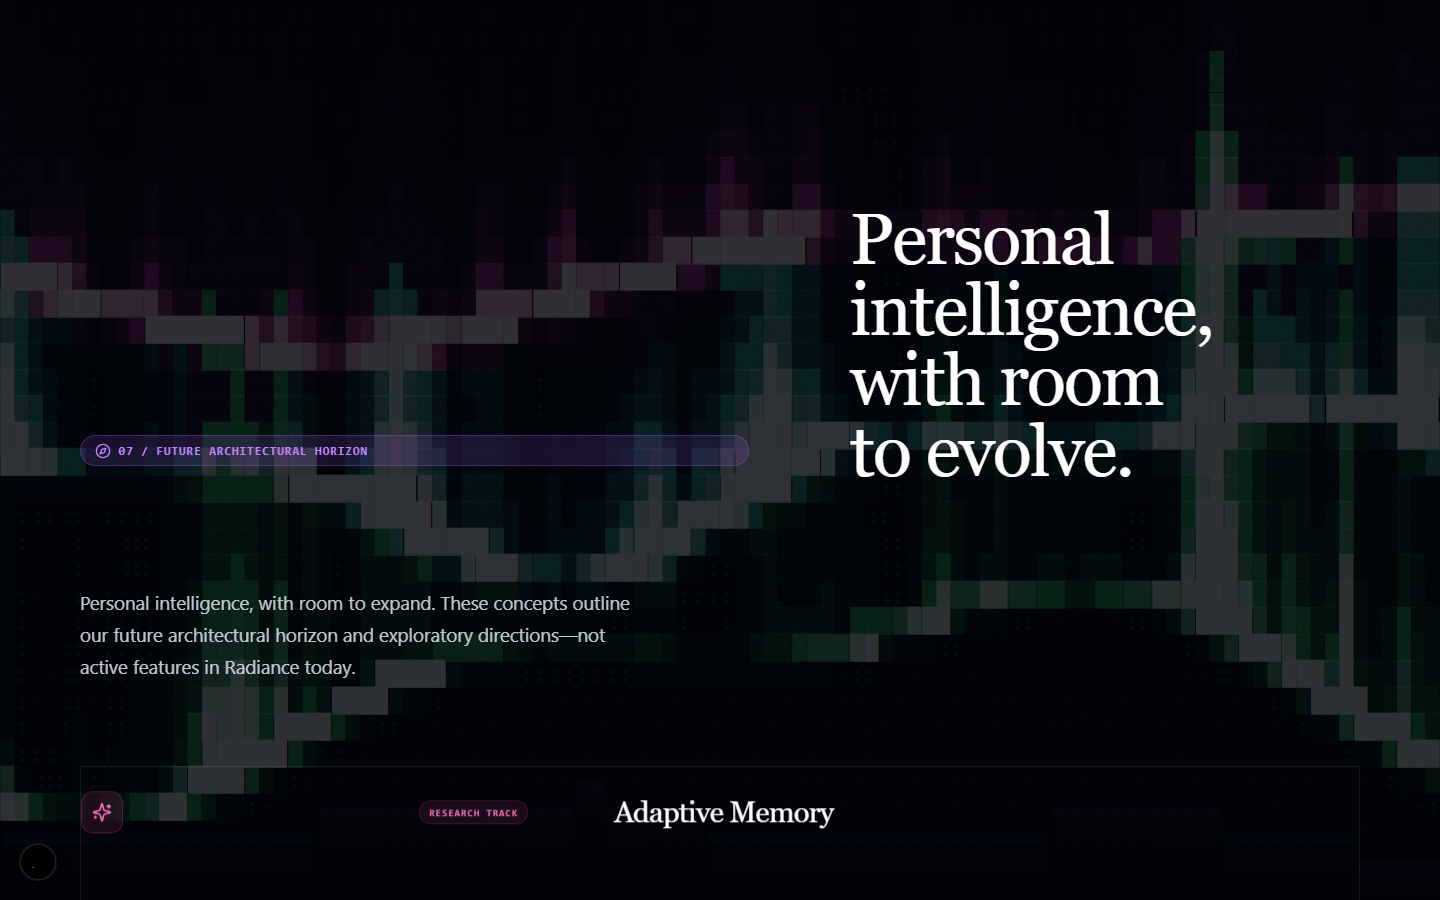 07 / FUTURE ARCHITECTURAL HORIZON
Personal
intelligence,
with room
to evolve.
Personal intelligence, with room to expand. These concepts outline
our future architectural horizon and exploratory directions—not
active features in Radiance today.
RESEARCH TRACK
Adaptive Memory